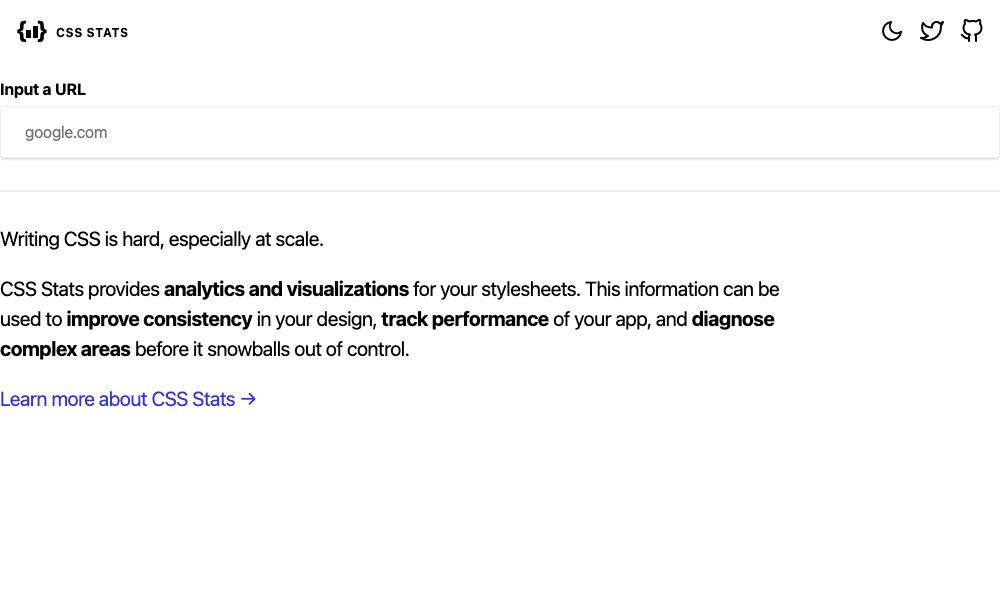 CSS STATS
Input a URL
google.com
Writing CSS is hard, especially at scale.
CSS Stats provides analytics and visualizations for your stylesheets. This information can be
used to improve consistency in your design, track performance of your app, and diagnose
complex areas before it snowballs out of control.
Learn more about CSS Stats →